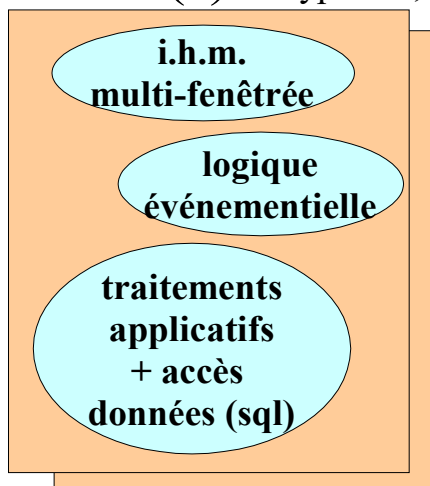 i.h.m.
multi-fenêtrée
logique
événementielle
traitements
applicatifs
+ accès
données (sql)